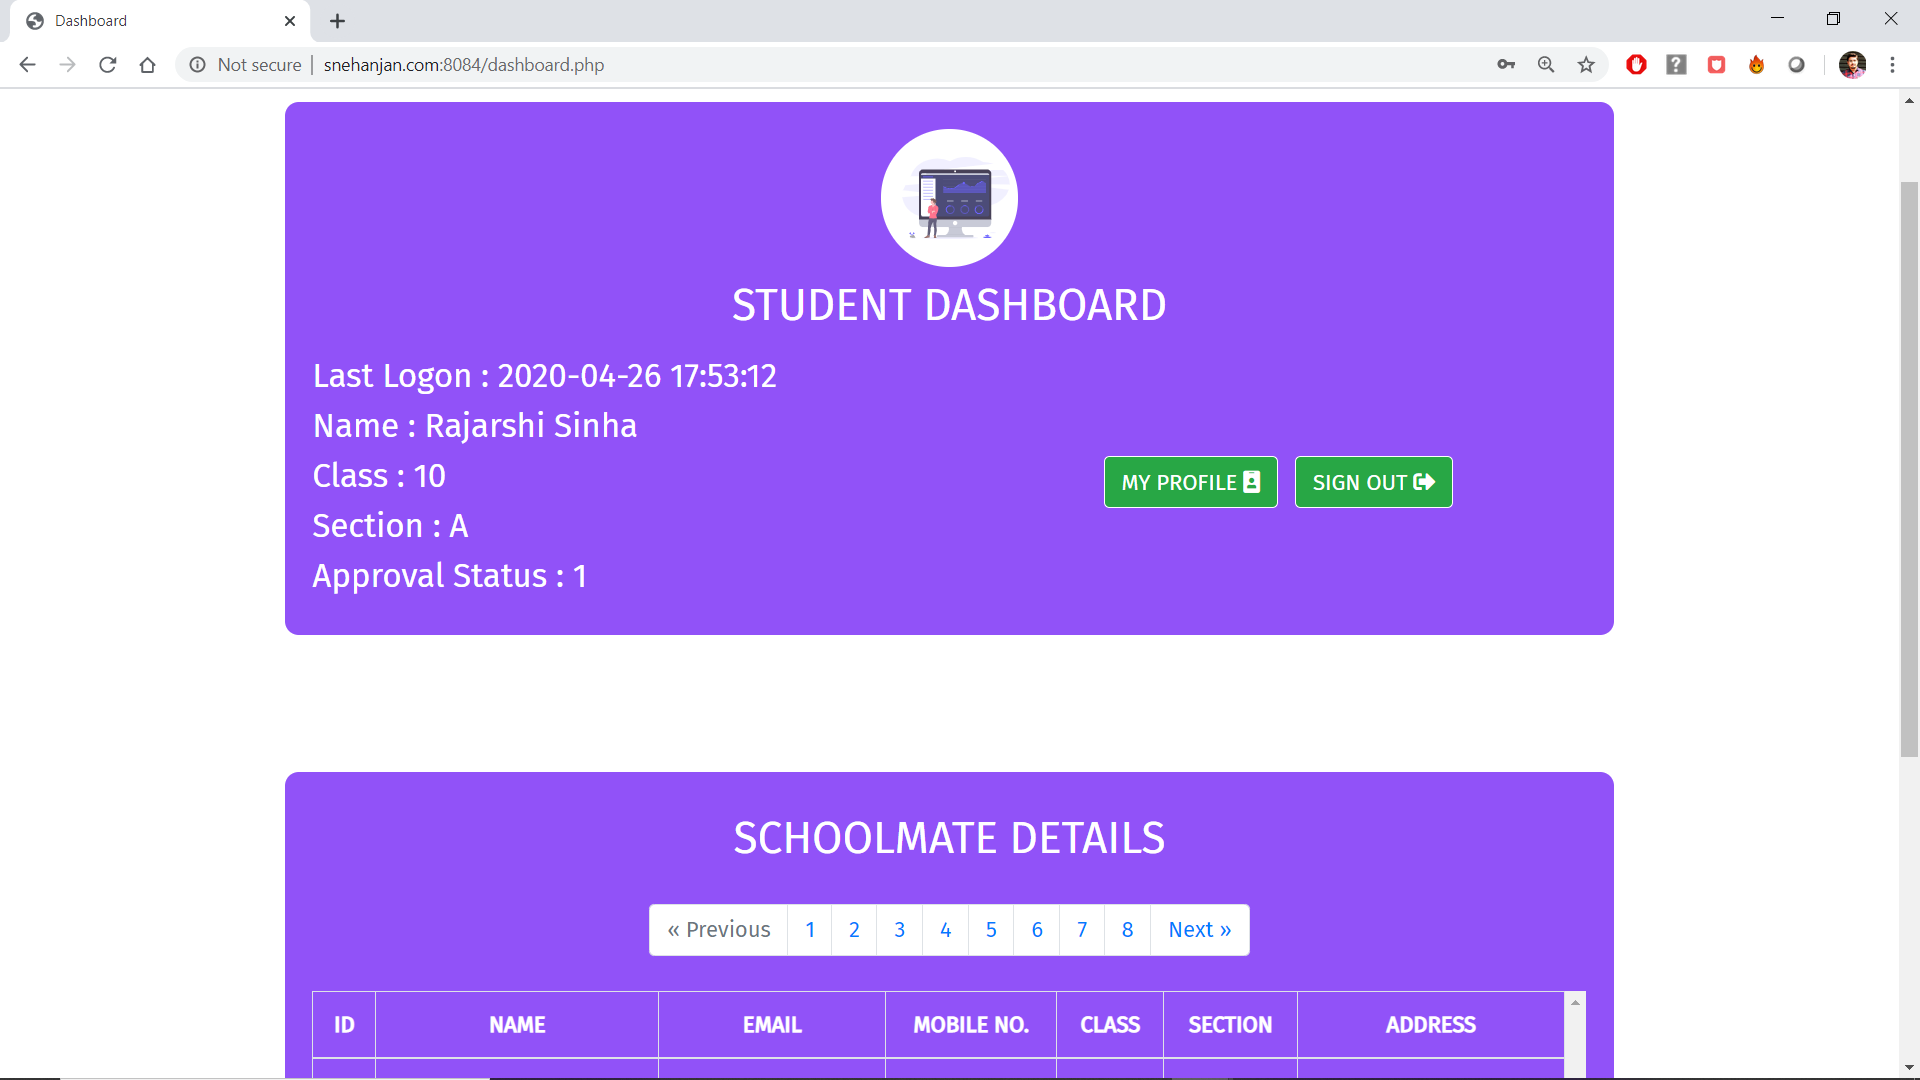 Dashboard
Not secure | snehanjan.com:8084/dashboard.php
STUDENT DASHBOARD
Last Logon : 2020-04-26 17:53:12
Name : Rajarshi Sinha
Class : 10
Section : A
Approval Status : 1
MY PROFILE
SIGN OUT
SCHOOLMATE DETAILS
« Previous 1 2 3 4 5 6 7 8 Next »
ID NAME EMAIL MOBILE NO. CLASS SECTION ADDRESS